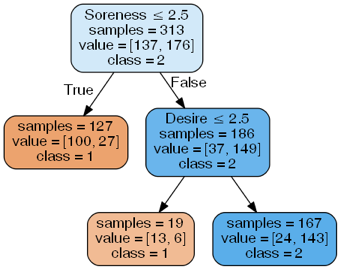 Soreness ≤ 2.5
samples = 313
value = [137, 176]
class = 2
True
False
samples = 127
value = [100, 27]
class = 1
Desire ≤ 2.5
samples = 186
value = [37, 149]
class = 2
samples = 19
value = [13, 6]
class = 1
samples = 167
value = [24, 143]
class = 2